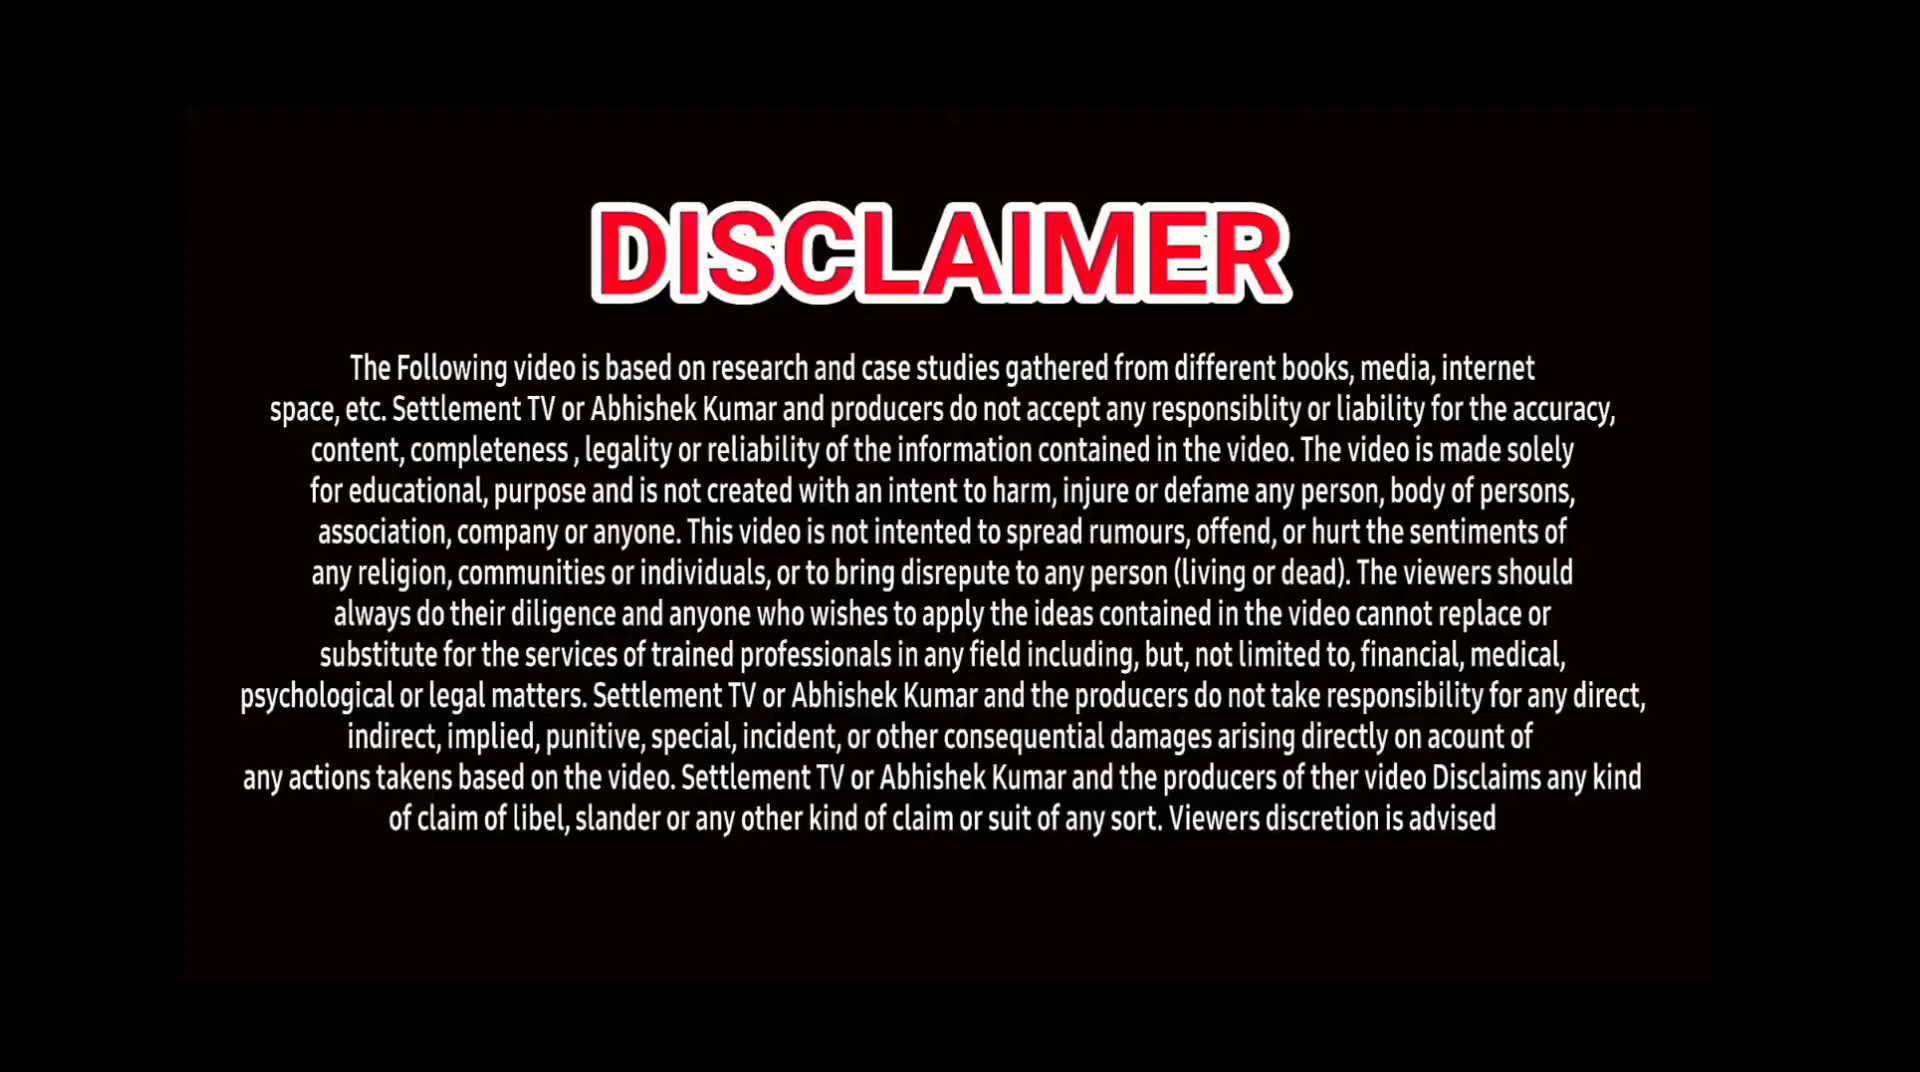 DISCLAIMER
The Following video is based on research and case studies gathered from different books, media, internet
space, etc. Settlement TV or Abhishek Kumar and producers do not accept any responsiblity or liability for the accuracy,
content, completeness , legality or reliability of the information contained in the video. The video is made solely
for educational, purpose and is not created with an intent to harm, injure or defame any person, body of persons,
association, company or anyone. This video is not intented to spread rumours, offend, or hurt the sentiments of
any religion, communities or individuals, or to bring disrepute to any person (living or dead). The viewers should
always do their diligence and anyone who wishes to apply the ideas contained in the video cannot replace or
substitute for the services of trained professionals in any field including, but, not limited to, financial, medical,
psychological or legal matters. Settlement TV or Abhishek Kumar and the producers do not take responsibility for any direct,
indirect, implied, punitive, special, incident, or other consequential damages arising directly on acount of
any actions takens based on the video. Settlement TV or Abhishek Kumar and the producers of ther video Disclaims any kind
of claim of libel, slander or any other kind of claim or suit of any sort. Viewers discretion is advised